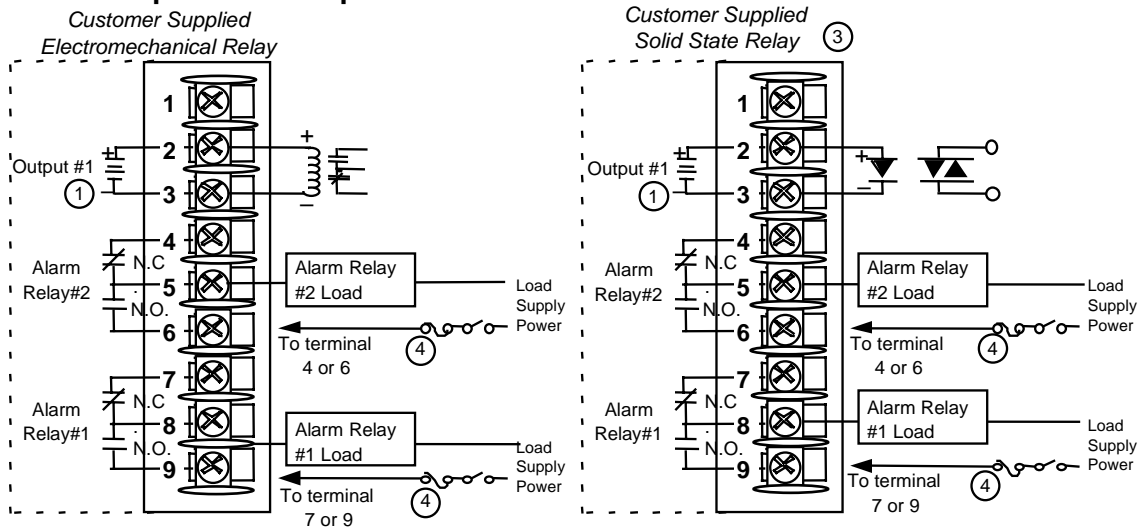 Customer Supplied
Electromechanical Relay
1
2
3
4
5
6
7
8
9
Output #1
1
+
–
+
–
Alarm
Relay#2
N.C
N.O.
Alarm
Relay#1
N.C
N.O.
Alarm Relay
#2 Load
Load
Supply
Power
To terminal
4 or 6
4
Alarm Relay
#1 Load
Load
Supply
Power
To terminal
7 or 9
4
Customer Supplied
Solid State Relay
3
1
2
3
4
5
6
7
8
9
Output #1
1
+
–
+
–
Alarm
Relay#2
N.C
N.O.
Alarm
Relay#1
N.C
N.O.
Alarm Relay
#2 Load
Load
Supply
Power
To terminal
4 or 6
4
Alarm Relay
#1 Load
Load
Supply
Power
To terminal
7 or 9
4